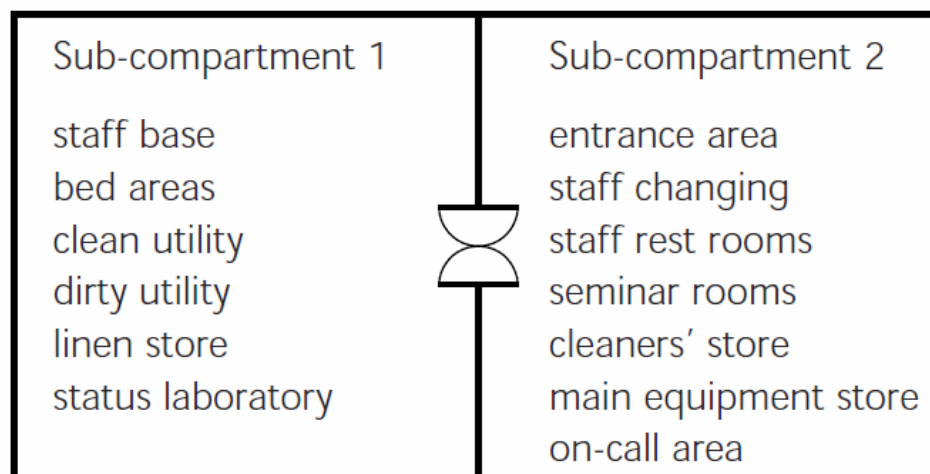 Sub-compartment 1
staff base
bed areas
clean utility
dirty utility
linen store
status laboratory
Sub-compartment 2
entrance area
staff changing
staff rest rooms
seminar rooms
cleaners’ store
main equipment store
on-call area